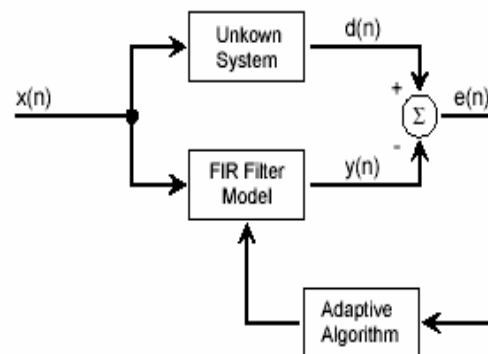 Unkown
System
d(n)
x(n)
+
Σ
e(n)
-
FIR Filter
Model
y(n)
Adaptive
Algorithm